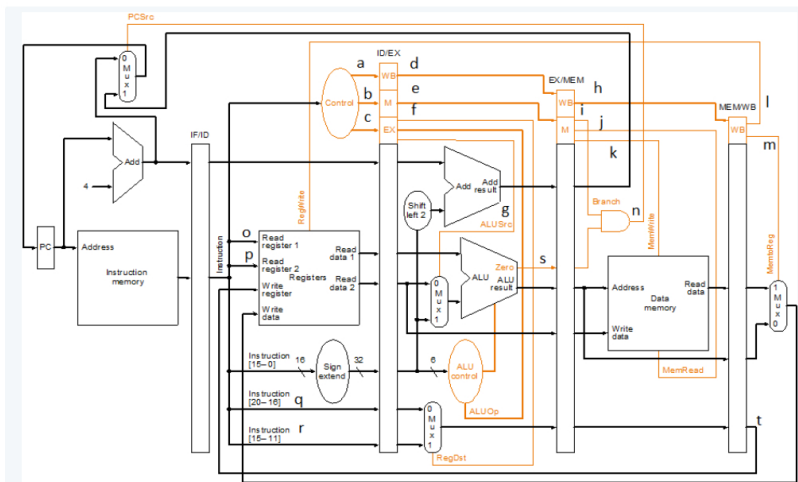 PCSrc
0
M
u
x
1
ID/EX
a
WB
d
b
M
e
c
EX
f
Control
EX/MEM
WB
h
M
i
j
k
MEM/WB
WB
l
m
IF/ID
Add
4
RegWrite
Add
Add
result
Shift
left 2
g
ALUSrc
Branch
n
MemWrite
MemtoReg
PC
Address
Instruction
memory
Instruction
o
Read
register 1
p
Read
register 2
Registers
Write
register
Write
data
Read
data 1
Read
data 2
0
M
u
x
1
Zero
ALU
ALU
result
s
Address
Read
data
Data
memory
Write
data
MemRead
1
M
u
x
0
Instruction
[15–0]
16
Sign
extend
32
6
ALU
control
ALUOp
Instruction
[20–16]
q
Instruction
[15–11]
r
0
M
u
x
1
RegDst
t